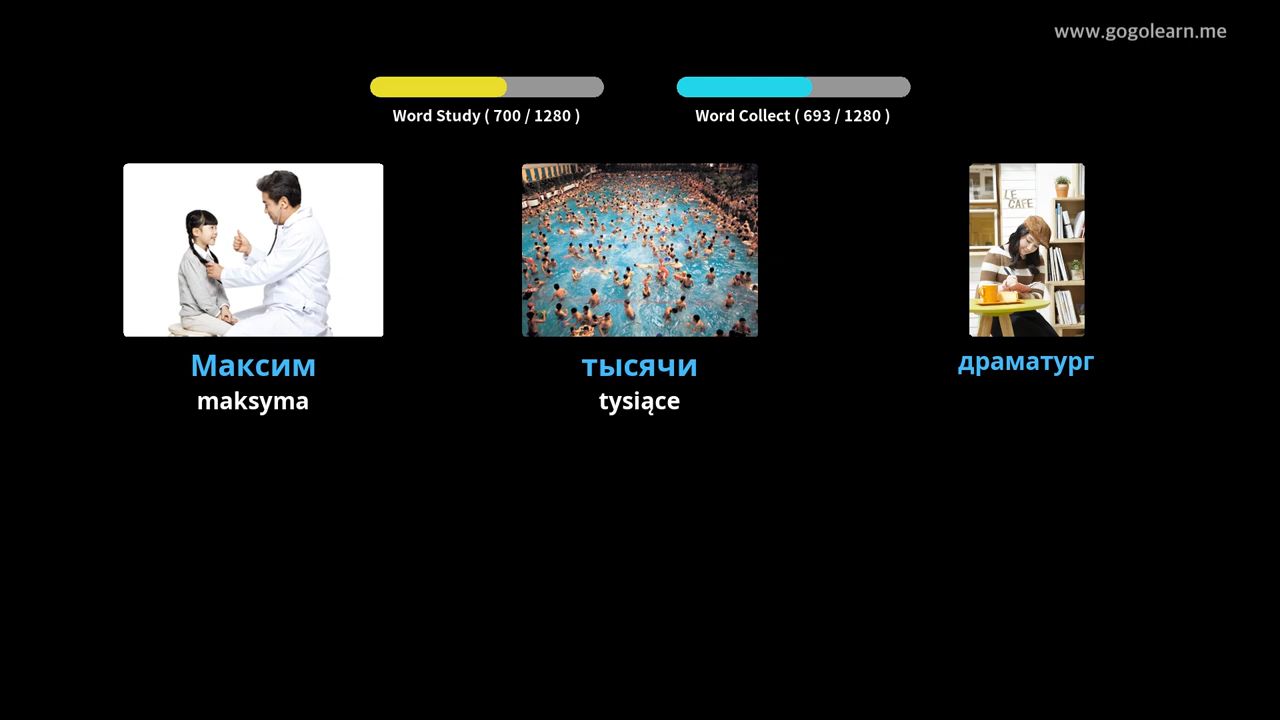 www.gogolearn.me
Word Study ( 700 / 1280 )
Word Collect ( 693 / 1280 )
LE
CAFE
Максим
maksyma
тысячи
tysiące
драматург